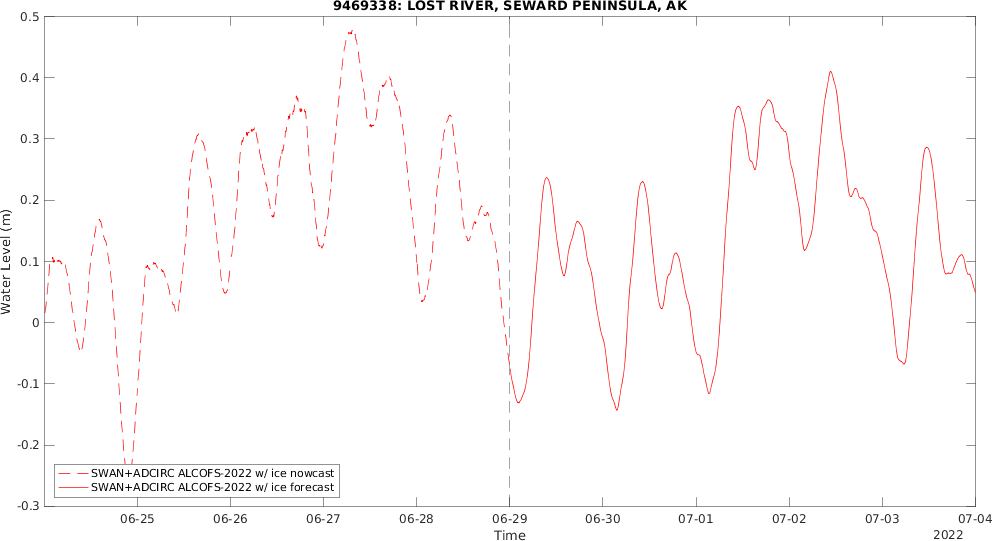 9469338: LOST RIVER, SEWARD PENINSULA, AK
0.5
0.4
0.3
0.2
0.1
0
-0.1
-0.2
-0.3
Water Level (m)
SWAN+ADCIRC ALCOFS-2022 w/ ice nowcast
SWAN+ADCIRC ALCOFS-2022 w/ ice forecast
06-25 06-26 06-27 06-28 06-29 06-30 07-01 07-02 07-03 07-04
Time
2022